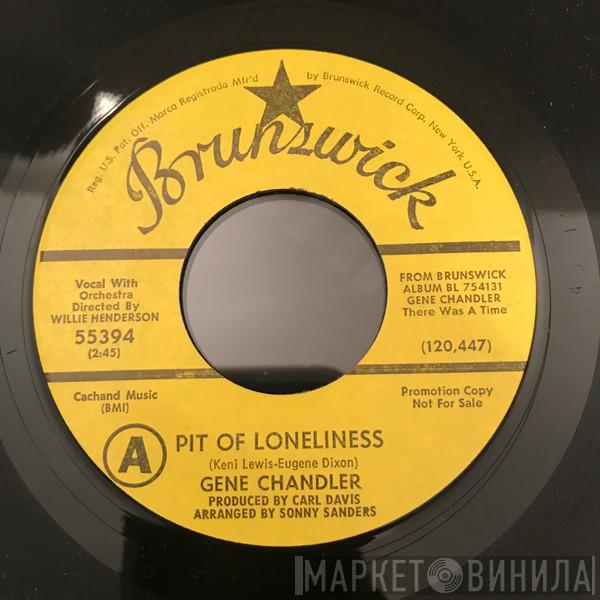 Reg. U.S. Pat. Off. Marca Registrada Mfr'd by Brunswick Record Corp., New York U.S.A.
Brunswick
Vocal With
Orchestra
Directed By
WILLIE HENDERSON
55394
(2:45)
FROM BRUNSWICK
ALBUM BL 754131
GENE CHANDLER
There Was A Time
(120,447)
Cachand Music
(BMI)
Promotion Copy
Not For Sale
A
PIT OF LONELINESS
(Keni Lewis-Eugene Dixon)
GENE CHANDLER
PRODUCED BY CARL DAVIS
ARRANGED BY SONNY SANDERS
МАРКЕТ ВИНИЛА